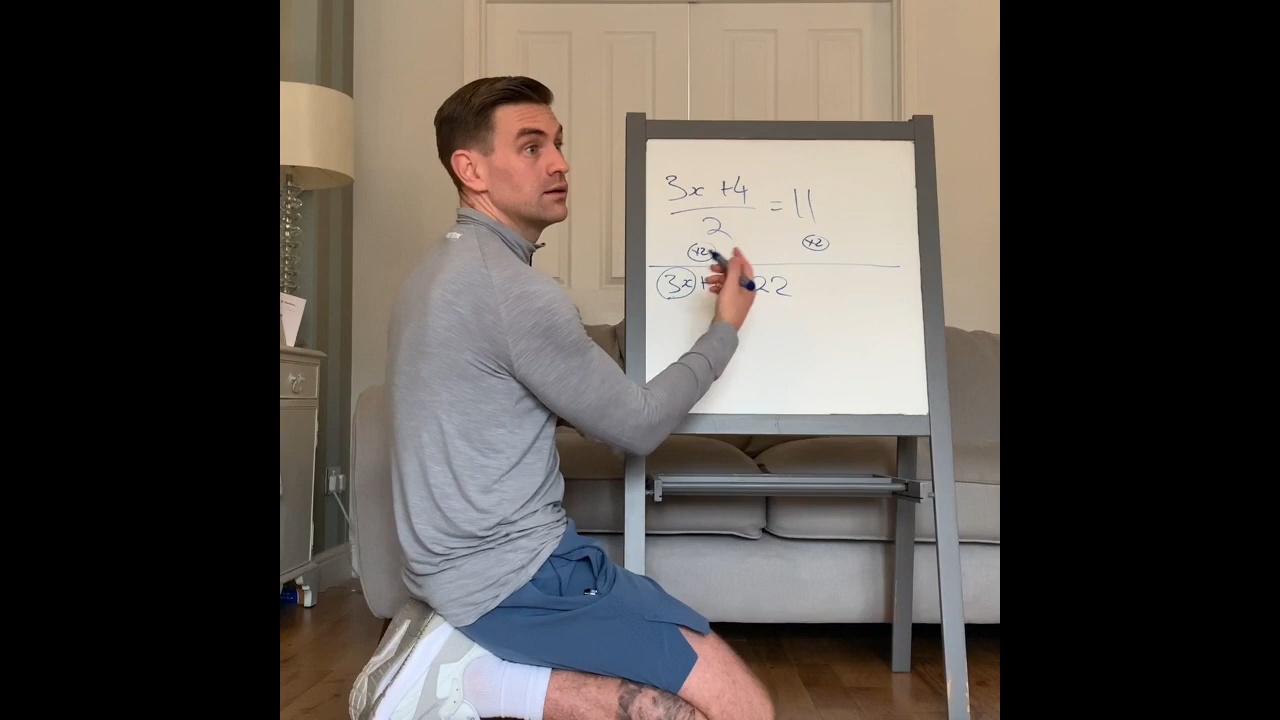 3x + 4
2
= 11
×2 ×2
3x + 22